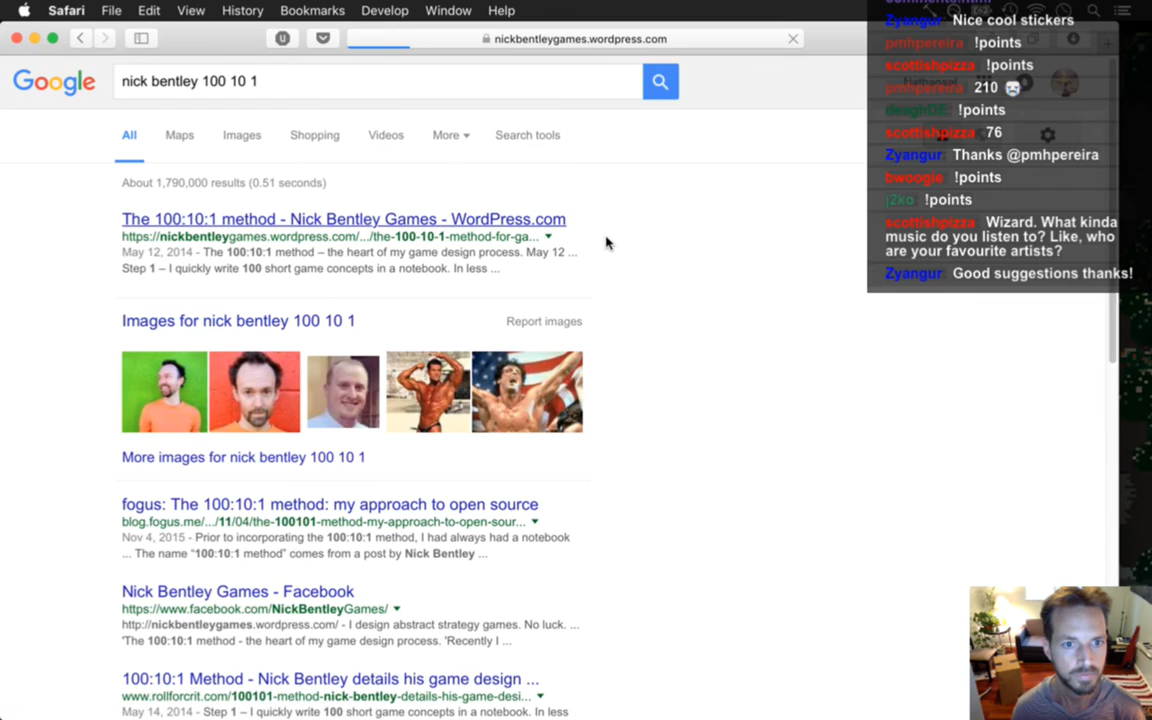 Safari File Edit View History Bookmarks Develop Window Help
nickbentleygames.wordpress.com
Google
nick bentley 100 10 1
All Maps Images Shopping Videos More Search tools
About 1,790,000 results (0.51 seconds)
The 100:10:1 method - Nick Bentley Games - WordPress.com
https://nickbentleygames.wordpress.com/.../the-100-10-1-method-for-ga...
May 12, 2014 - The 100:10:1 method – the heart of my game design process. May 12 ...
Step 1 – I quickly write 100 short game concepts in a notebook. In less ...
Images for nick bentley 100 10 1
Report images
More images for nick bentley 100 10 1
fogus: The 100:10:1 method: my approach to open source
blog.fogus.me/.../11/04/the-100101-method-my-approach-to-open-sour...
Nov 4, 2015 - Prior to incorporating the 100:10:1 method, I had always had a notebook
... The name “100:10:1 method” comes from a post by Nick Bentley ...
Nick Bentley Games - Facebook
https://www.facebook.com/NickBentleyGames/
http://nickbentleygames.wordpress.com/ - I design abstract strategy games. No luck. ...
'The 100:10:1 method - the heart of my game design process. 'Recently I ...
100:10:1 Method - Nick Bentley details his game design ...
www.rollforcrit.com/100101-method-nick-bentley-details-his-game-desi...
May 14, 2014 - Step 1 – I quickly write 100 short game concepts in a notebook. In less
Zyangur: Nice cool stickers
pmhpereira !points
scottishpizza !points
pmhpereira 210
doughDE: !points
scottishpizza 76
Zyangur: Thanks @pmhpereira
bwoogie !points
j2ko !points
scottishpizza Wizard. What kinda
music do you listen to? Like, who
are your favourite artists?
Zyangur: Good suggestions thanks!